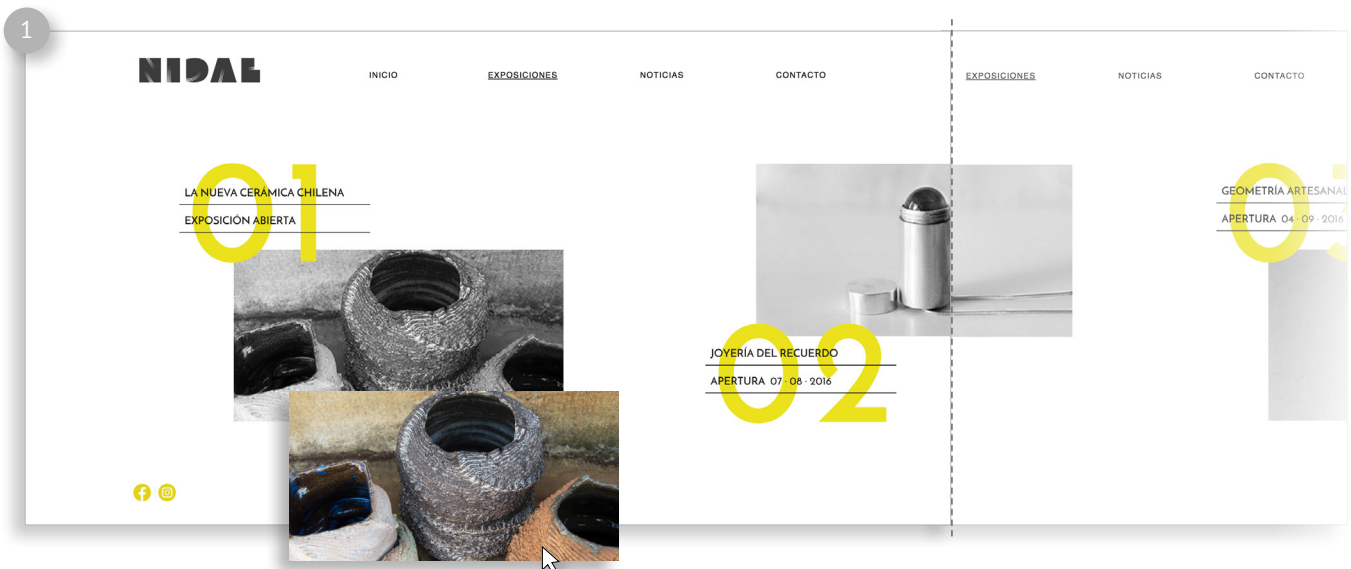 1
NIDAL
INICIO
EXPOSICIONES
NOTICIAS
CONTACTO
EXPOSICIONES
NOTICIAS
CONTACTO
01
LA NUEVA CERÁMICA CHILENA
EXPOSICIÓN ABIERTA
02
JOYERÍA DEL RECUERDO
APERTURA 07 · 08 · 2016
03
GEOMETRÍA ARTESANAL
APERTURA 04 · 09 · 2016